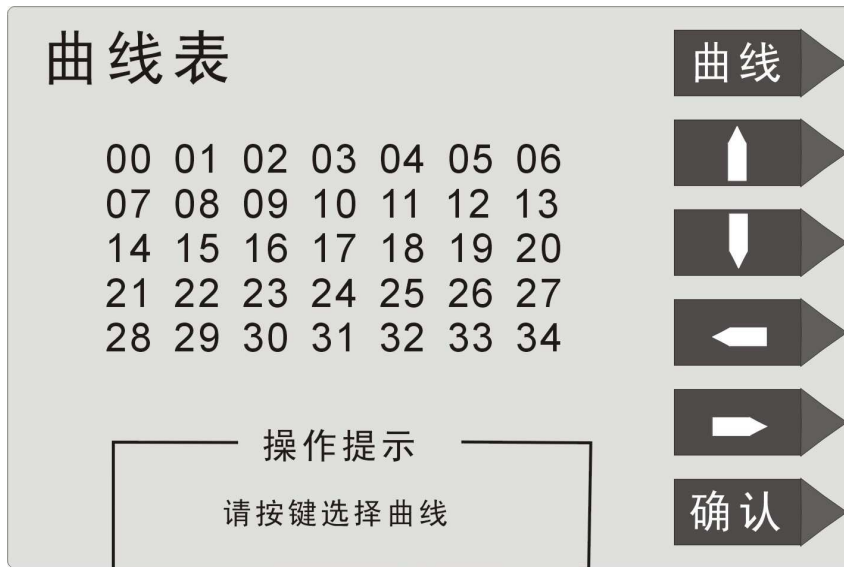 曲线表
00 01 02 03 04 05 06
07 08 09 10 11 12 13
14 15 16 17 18 19 20
21 22 23 24 25 26 27
28 29 30 31 32 33 34
操作提示
请按键选择曲线
曲线
确认